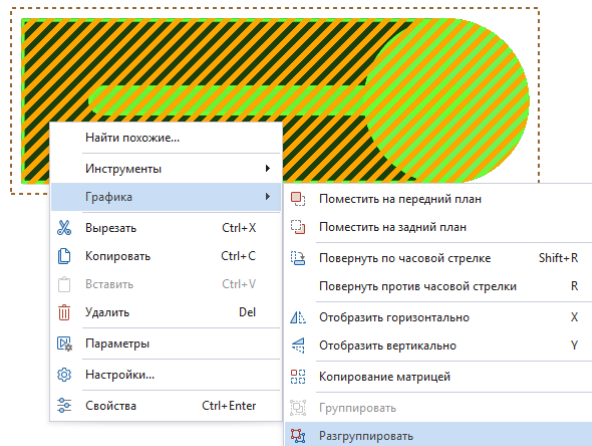 Найти похожие...
Инструменты
Графика
Вырезать Ctrl+X
Копировать Ctrl+C
Вставить Ctrl+V
Удалить Del
Параметры
Настройки...
Свойства Ctrl+Enter
Поместить на передний план
Поместить на задний план
Повернуть по часовой стрелке Shift+R
Повернуть против часовой стрелки R
Отобразить горизонтально X
Отобразить вертикально Y
Копирование матрицей
Группировать
Разгруппировать